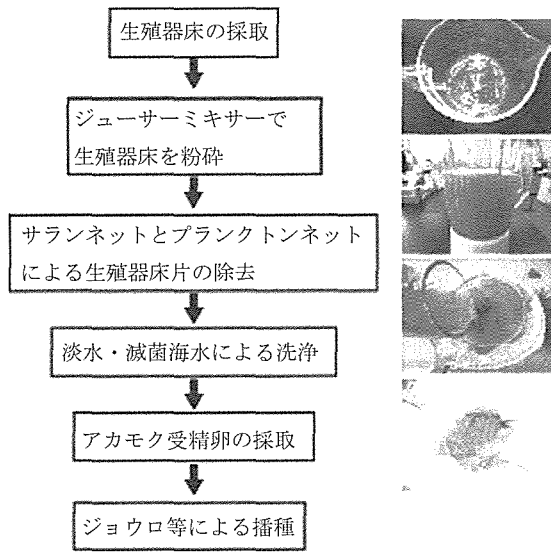 生殖器床の採取
ジューサーミキサーで
生殖器床を粉砕
サランネットとプランクトンネット
による生殖器床片の除去
淡水・滅菌海水による洗浄
アカモク受精卵の採取
ジョウロ等による播種